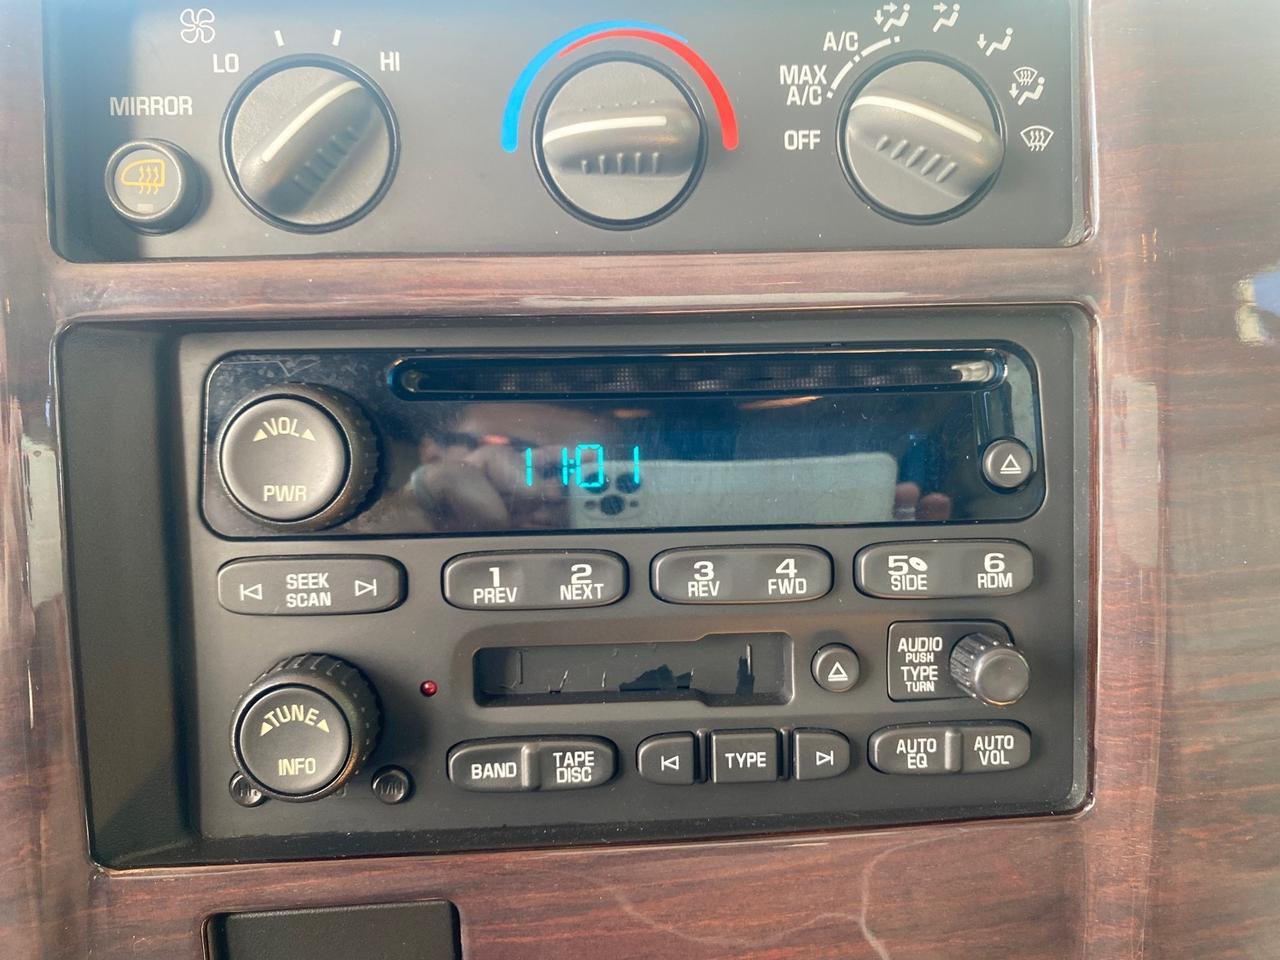 LO
HI
MIRROR
A/C
MAX
A/C
OFF
VOL
PWR
11:01
SEEK
SCAN
1
PREV
2
NEXT
3
REV
4
FWD
5
SIDE
6
RDM
AUDIO
PUSH
TYPE
TURN
TUNE
INFO
BAND
TAPE
DISC
TYPE
AUTO
EQ
AUTO
VOL